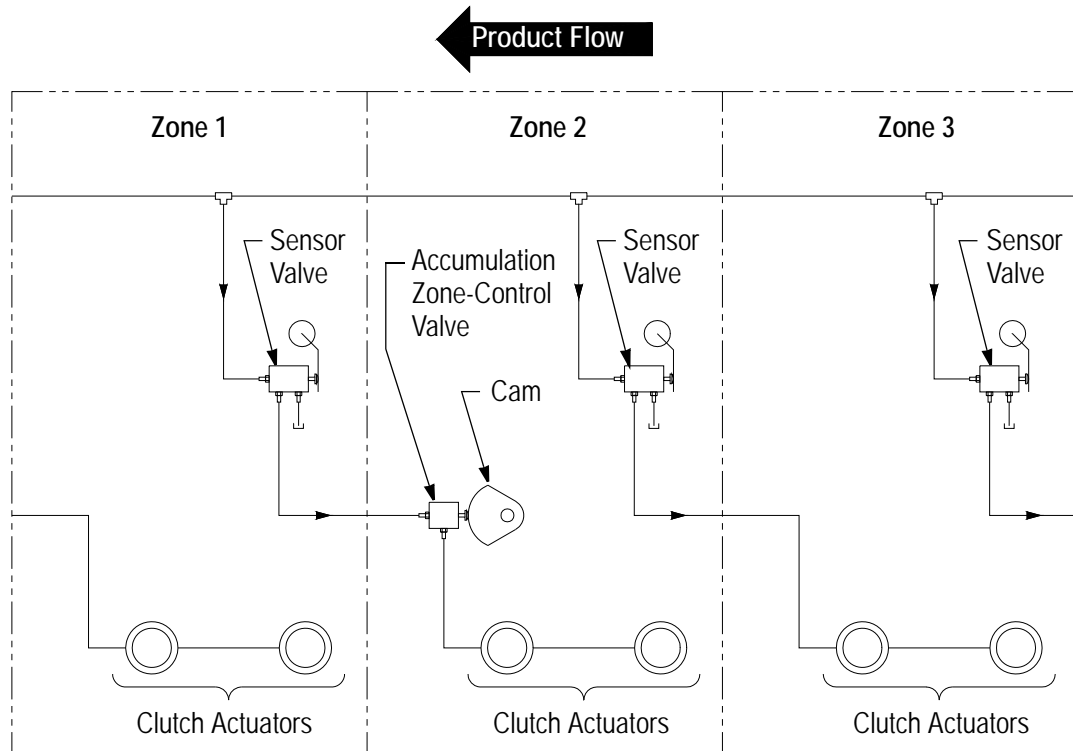 Product Flow
Zone 1
Zone 2
Zone 3
Sensor
Valve
Accumulation
Zone-Control
Valve
Sensor
Valve
Sensor
Valve
Cam
Clutch Actuators
Clutch Actuators
Clutch Actuators